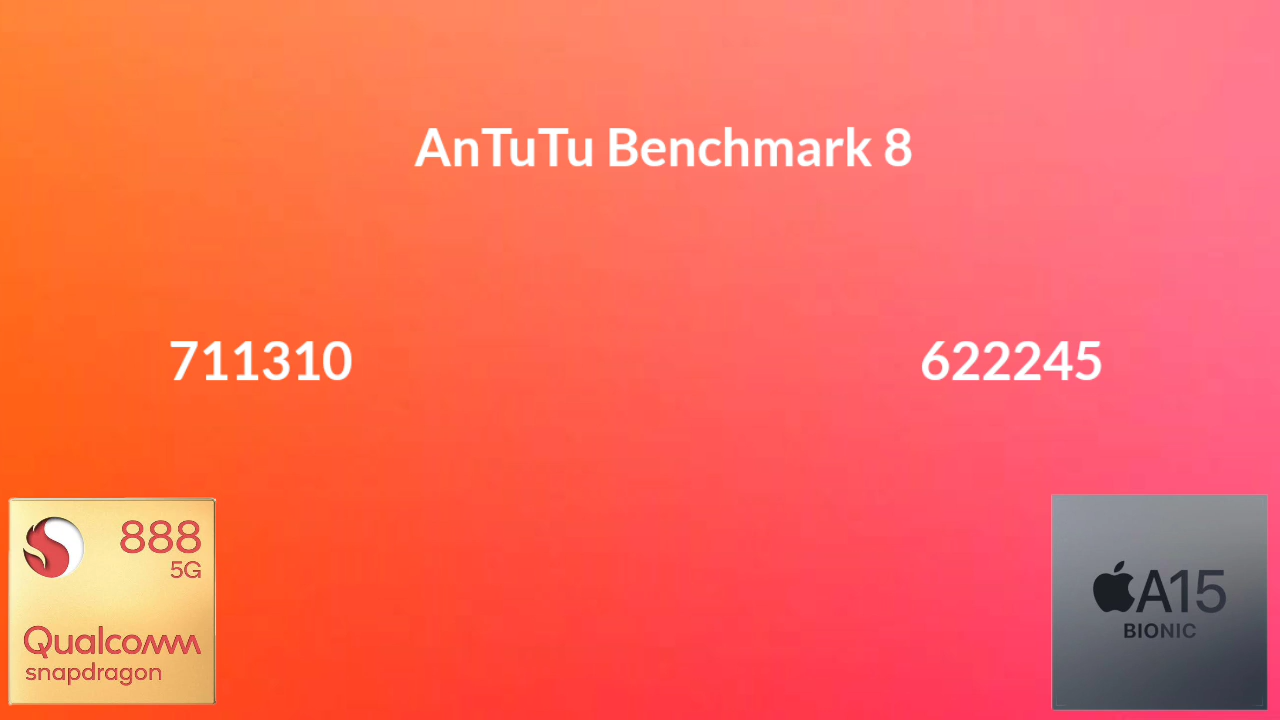 AnTuTu Benchmark 8
711310
622245
888
5G
Qualcomm
snapdragon
A15
BIONIC